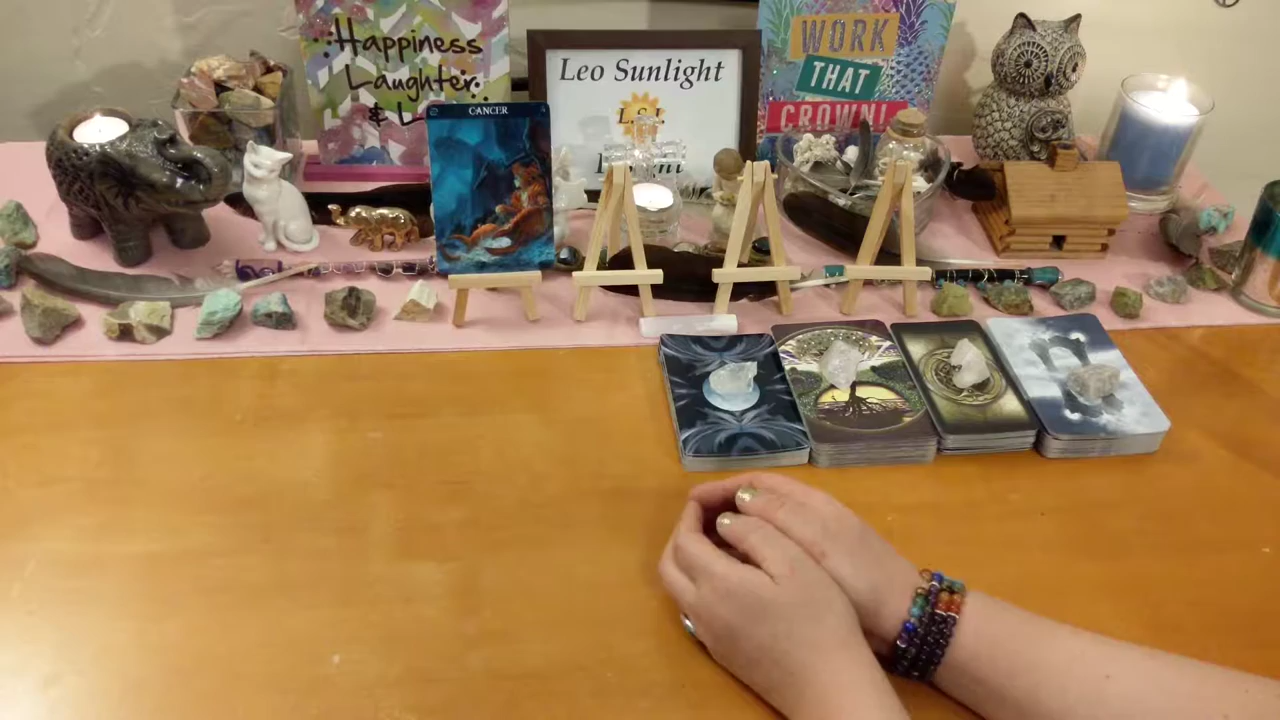 Happiness
Laughter
& L
CANCER
Leo Sunlight
WORK
THAT
CROWN!